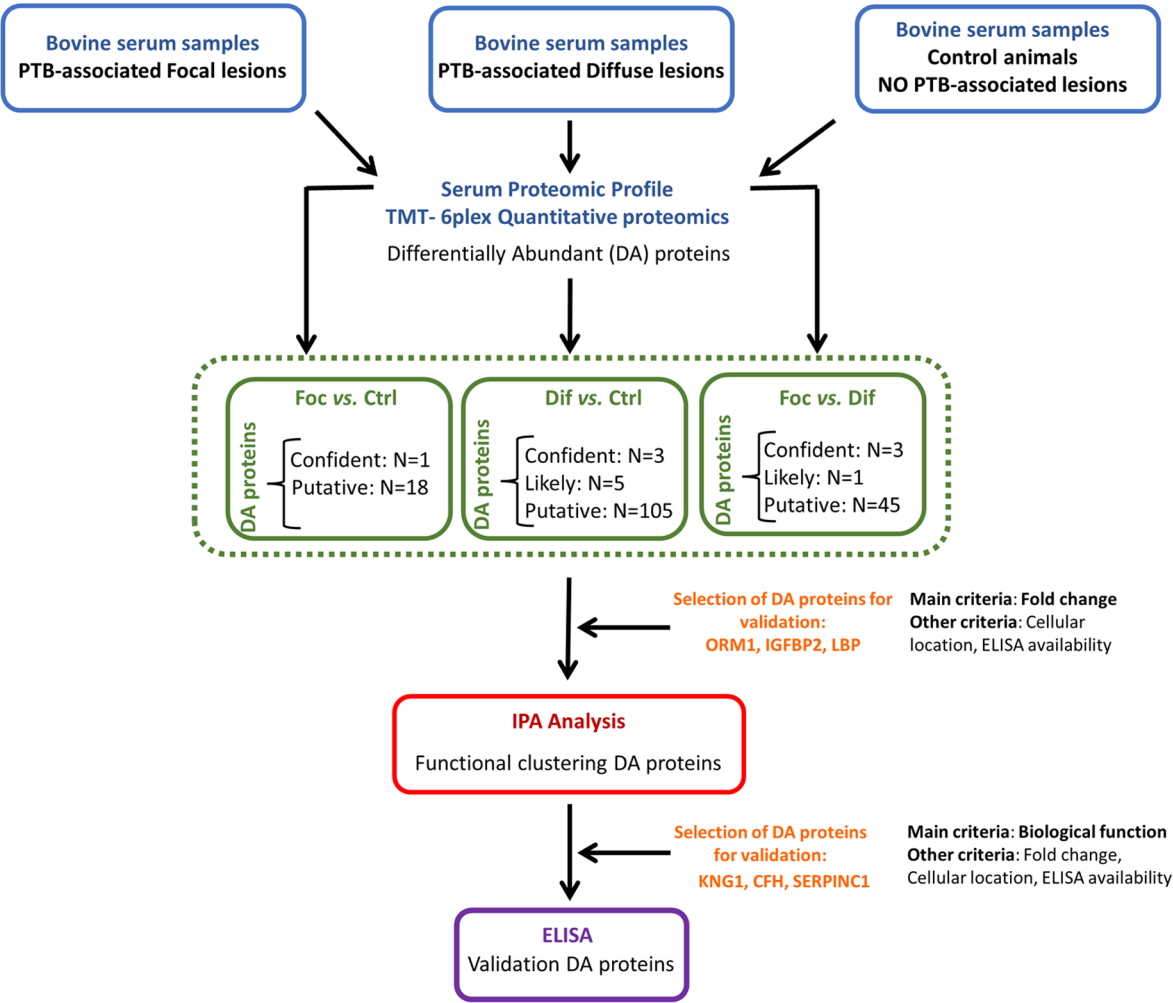 Bovine serum samples
PTB-associated Focal lesions
Bovine serum samples
PTB-associated Diffuse lesions
Bovine serum samples
Control animals
NO PTB-associated lesions
Serum Proteomic Profile
TMT- 6plex Quantitative proteomics
Differentially Abundant (DA) proteins
Foc vs. Ctrl
DA proteins
Confident: N=1
Putative: N=18
Dif vs. Ctrl
DA proteins
Confident: N=3
Likely: N=5
Putative: N=105
Foc vs. Dif
DA proteins
Confident: N=3
Likely: N=1
Putative: N=45
Selection of DA proteins for
validation:
ORM1, IGFBP2, LBP
Main criteria: Fold change
Other criteria: Cellular
location, ELISA availability
IPA Analysis
Functional clustering DA proteins
Selection of DA proteins
for validation:
KNG1, CFH, SERPINC1
Main criteria: Biological function
Other criteria: Fold change,
Cellular location, ELISA availability
ELISA
Validation DA proteins